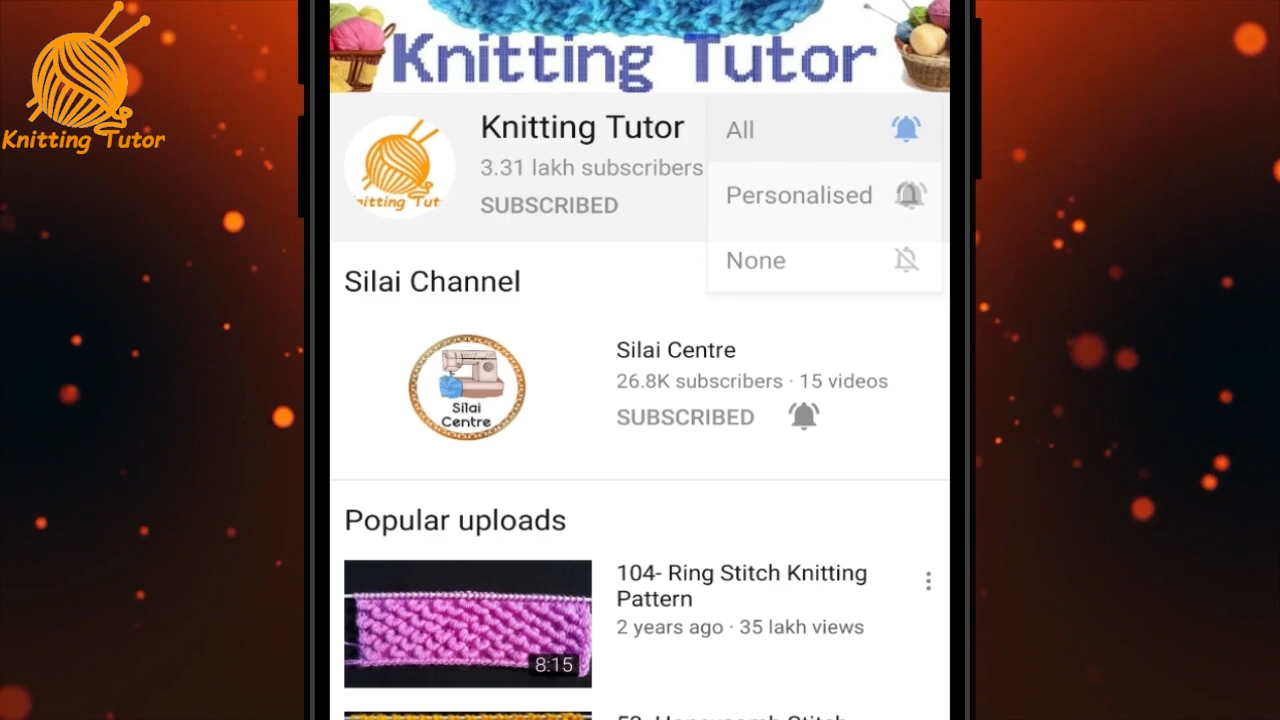 Knitting Tutor
Knitting Tutor
Knitting Tutor
3.31 lakh subscribers
SUBSCRIBED
nitting Tut
All
Personalised
None
Silai Channel
Silai
Centre
Silai Centre
26.8K subscribers · 15 videos
SUBSCRIBED
Popular uploads
104- Ring Stitch Knitting
Pattern
2 years ago · 35 lakh views
8:15